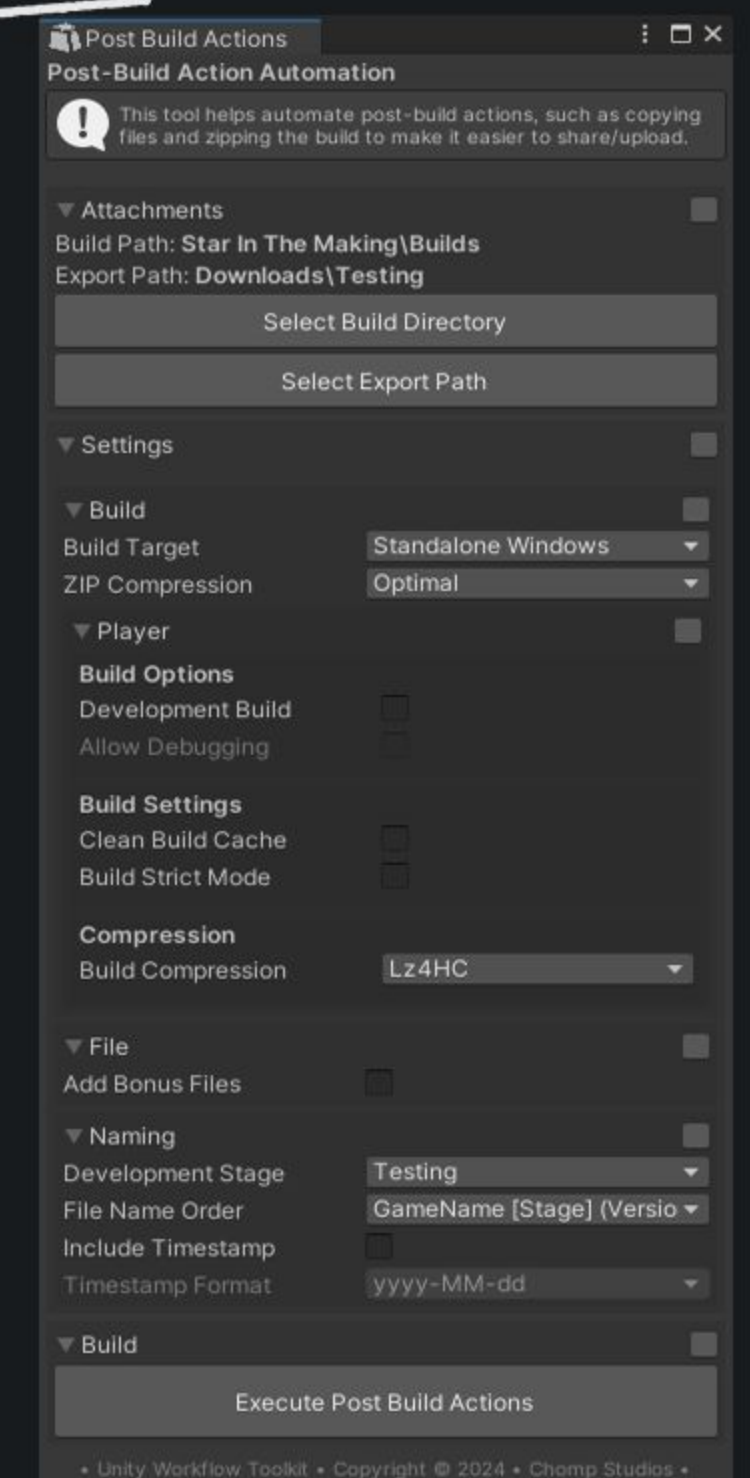 Post Build Actions
Post-Build Action Automation
This tool helps automate post-build actions, such as copying
files and zipping the build to make it easier to share/upload.
Attachments
Build Path: Star In The Making\Builds
Export Path: Downloads\Testing
Select Build Directory
Select Export Path
Settings
Build
Build Target Standalone Windows
ZIP Compression Optimal
Player
Build Options
Development Build
Allow Debugging
Build Settings
Clean Build Cache
Build Strict Mode
Compression
Build Compression Lz4HC
File
Add Bonus Files
Naming
Development Stage Testing
File Name Order GameName [Stage] (Versio
Include Timestamp
Timestamp Format yyyy-MM-dd
Build
Execute Post Build Actions
• Unity Workflow Toolkit • Copyright © 2024 • Chomp Studios •